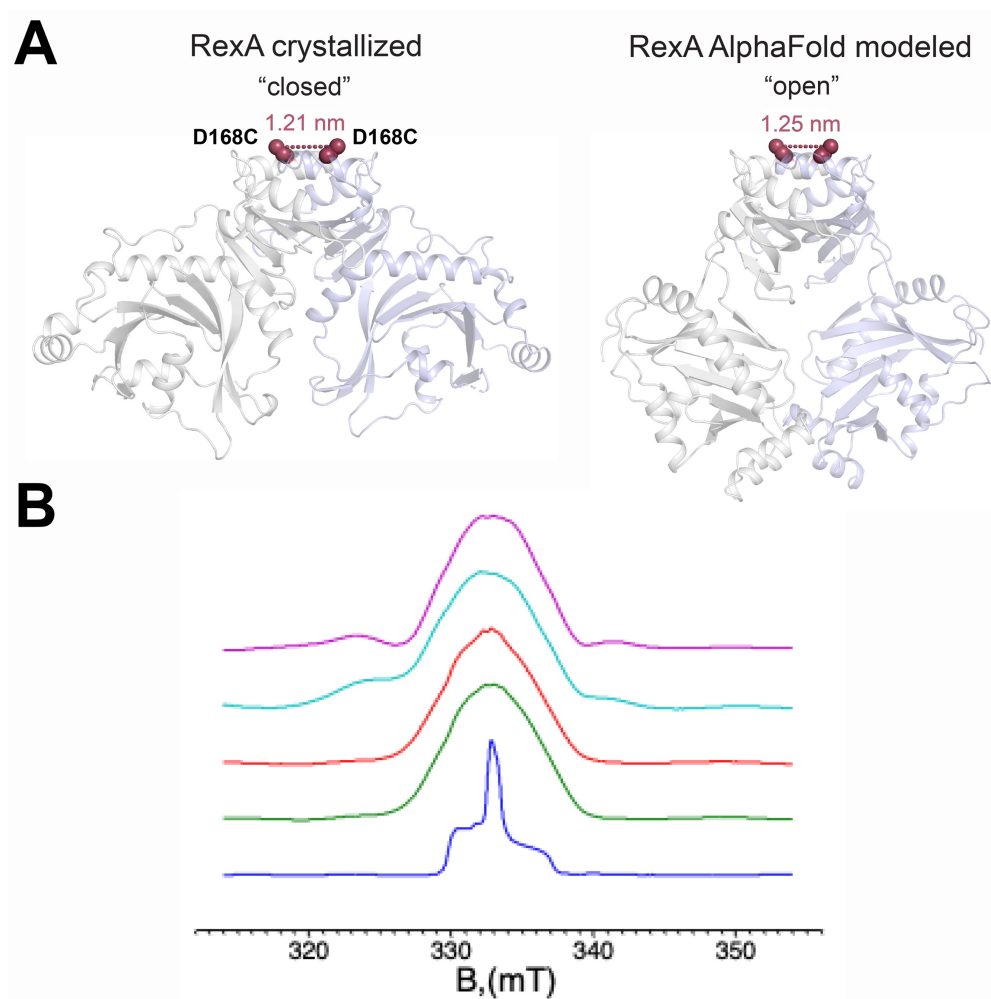 A
RexA crystallized
“closed”
1.21 nm
D168C
D168C
RexA AlphaFold modeled
“open”
1.25 nm
B
320 330 340 350
B,(mT)